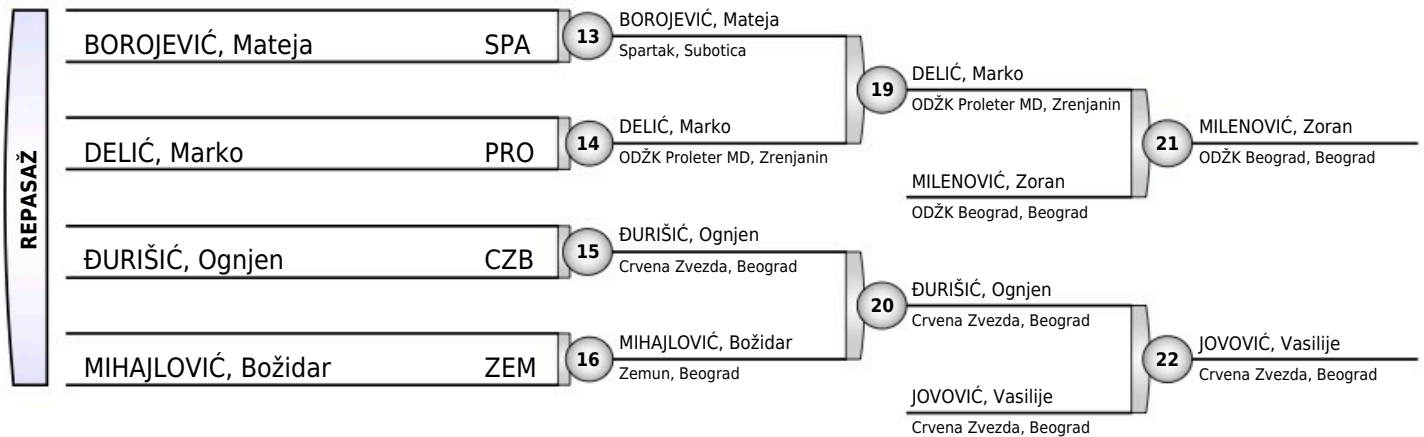 REPASAŽ
BOROJEVIĆ, Mateja SPA
DELIĆ, Marko PRO
ĐURIŠIĆ, Ognjen CZB
MIHAJLOVIĆ, Božidar ZEM
13
BOROJEVIĆ, Mateja
Spartak, Subotica
14
DELIĆ, Marko
ODŽK Proleter MD, Zrenjanin
15
ĐURIŠIĆ, Ognjen
Crvena Zvezda, Beograd
16
MIHAJLOVIĆ, Božidar
Zemun, Beograd
19
DELIĆ, Marko
ODŽK Proleter MD, Zrenjanin
MILENOVIĆ, Zoran
ODŽK Beograd, Beograd
20
ĐURIŠIĆ, Ognjen
Crvena Zvezda, Beograd
JOVOVIĆ, Vasilije
Crvena Zvezda, Beograd
21
MILENOVIĆ, Zoran
ODŽK Beograd, Beograd
22
JOVOVIĆ, Vasilije
Crvena Zvezda, Beograd